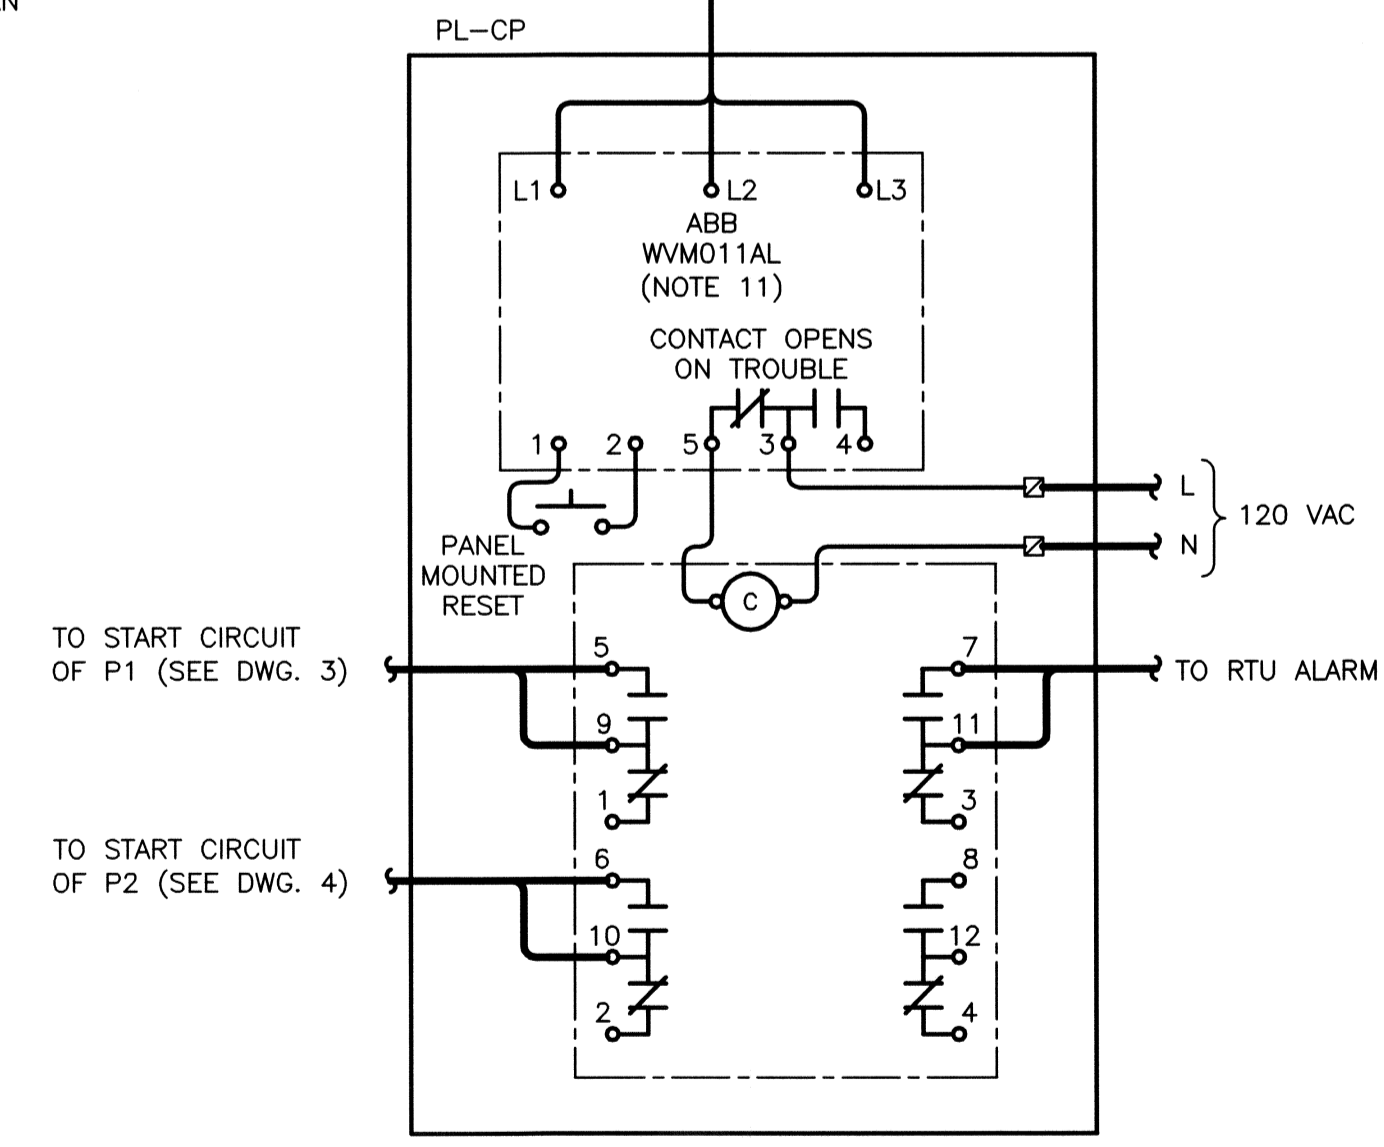 PL-CP
L1
L2
L3
ABB
WVM011AL
(NOTE 11)
CONTACT OPENS
ON TROUBLE
1
2
5
3
4
L
N
120 VAC
PANEL
MOUNTED
RESET
C
TO START CIRCUIT
OF P1 (SEE DWG. 3)
5
7
TO RTU ALARM
9
11
1
3
TO START CIRCUIT
OF P2 (SEE DWG. 4)
6
8
10
12
2
4